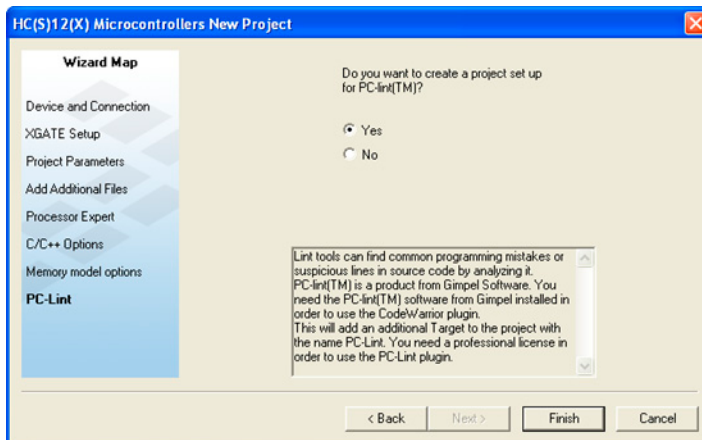 HC(S)12(X) Microcontrollers New Project
Wizard Map
Device and Connection
XGATE Setup
Project Parameters
Add Additional Files
Processor Expert
C/C++ Options
Memory model options
PC-Lint
Do you want to create a project set up
for PC-lint(TM)?
Yes
No
Lint tools can find common programming mistakes or
suspicious lines in source code by analyzing it.
PC-lint(TM) is a product from Gimpel Software. You
need the PC-lint(TM) software from Gimpel installed in
order to use the CodeWarrior plugin.
This will add an additional Target to the project with
the name PC-Lint. You need a professional license in
order to use the PC-Lint plugin.
< Back
Next >
Finish
Cancel